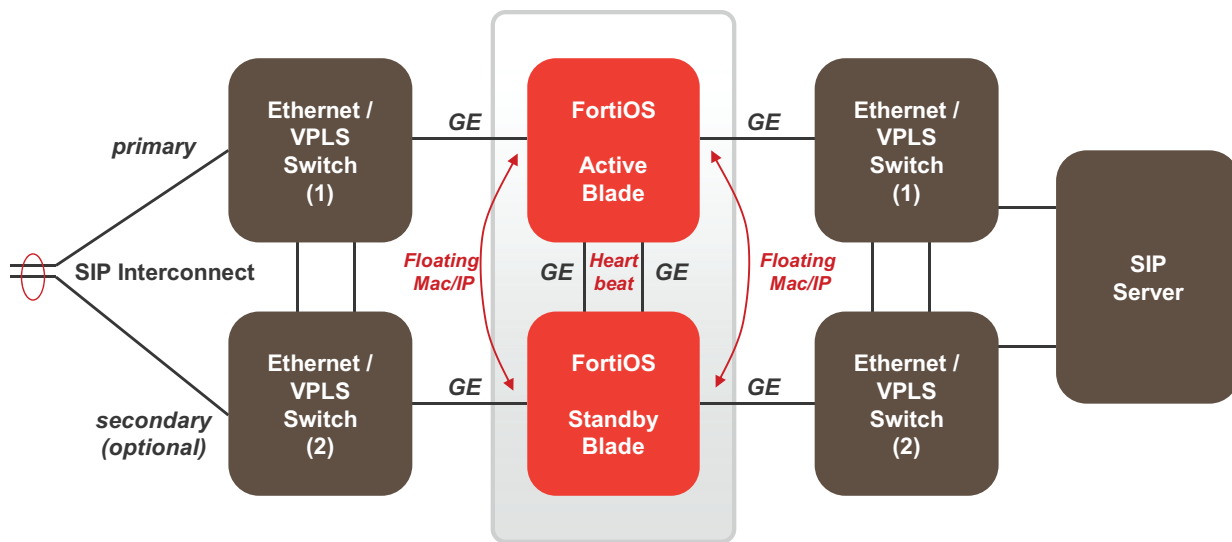 primary
SIP Interconnect
secondary
(optional)
Ethernet /
VPLS
Switch
(1)
Ethernet /
VPLS
Switch
(2)
GE
GE
Floating
Mac/IP
FortiOS
Active
Blade
GE
Heart
beat
GE
FortiOS
Standby
Blade
GE
GE
Floating
Mac/IP
Ethernet /
VPLS
Switch
(1)
Ethernet /
VPLS
Switch
(2)
SIP
Server